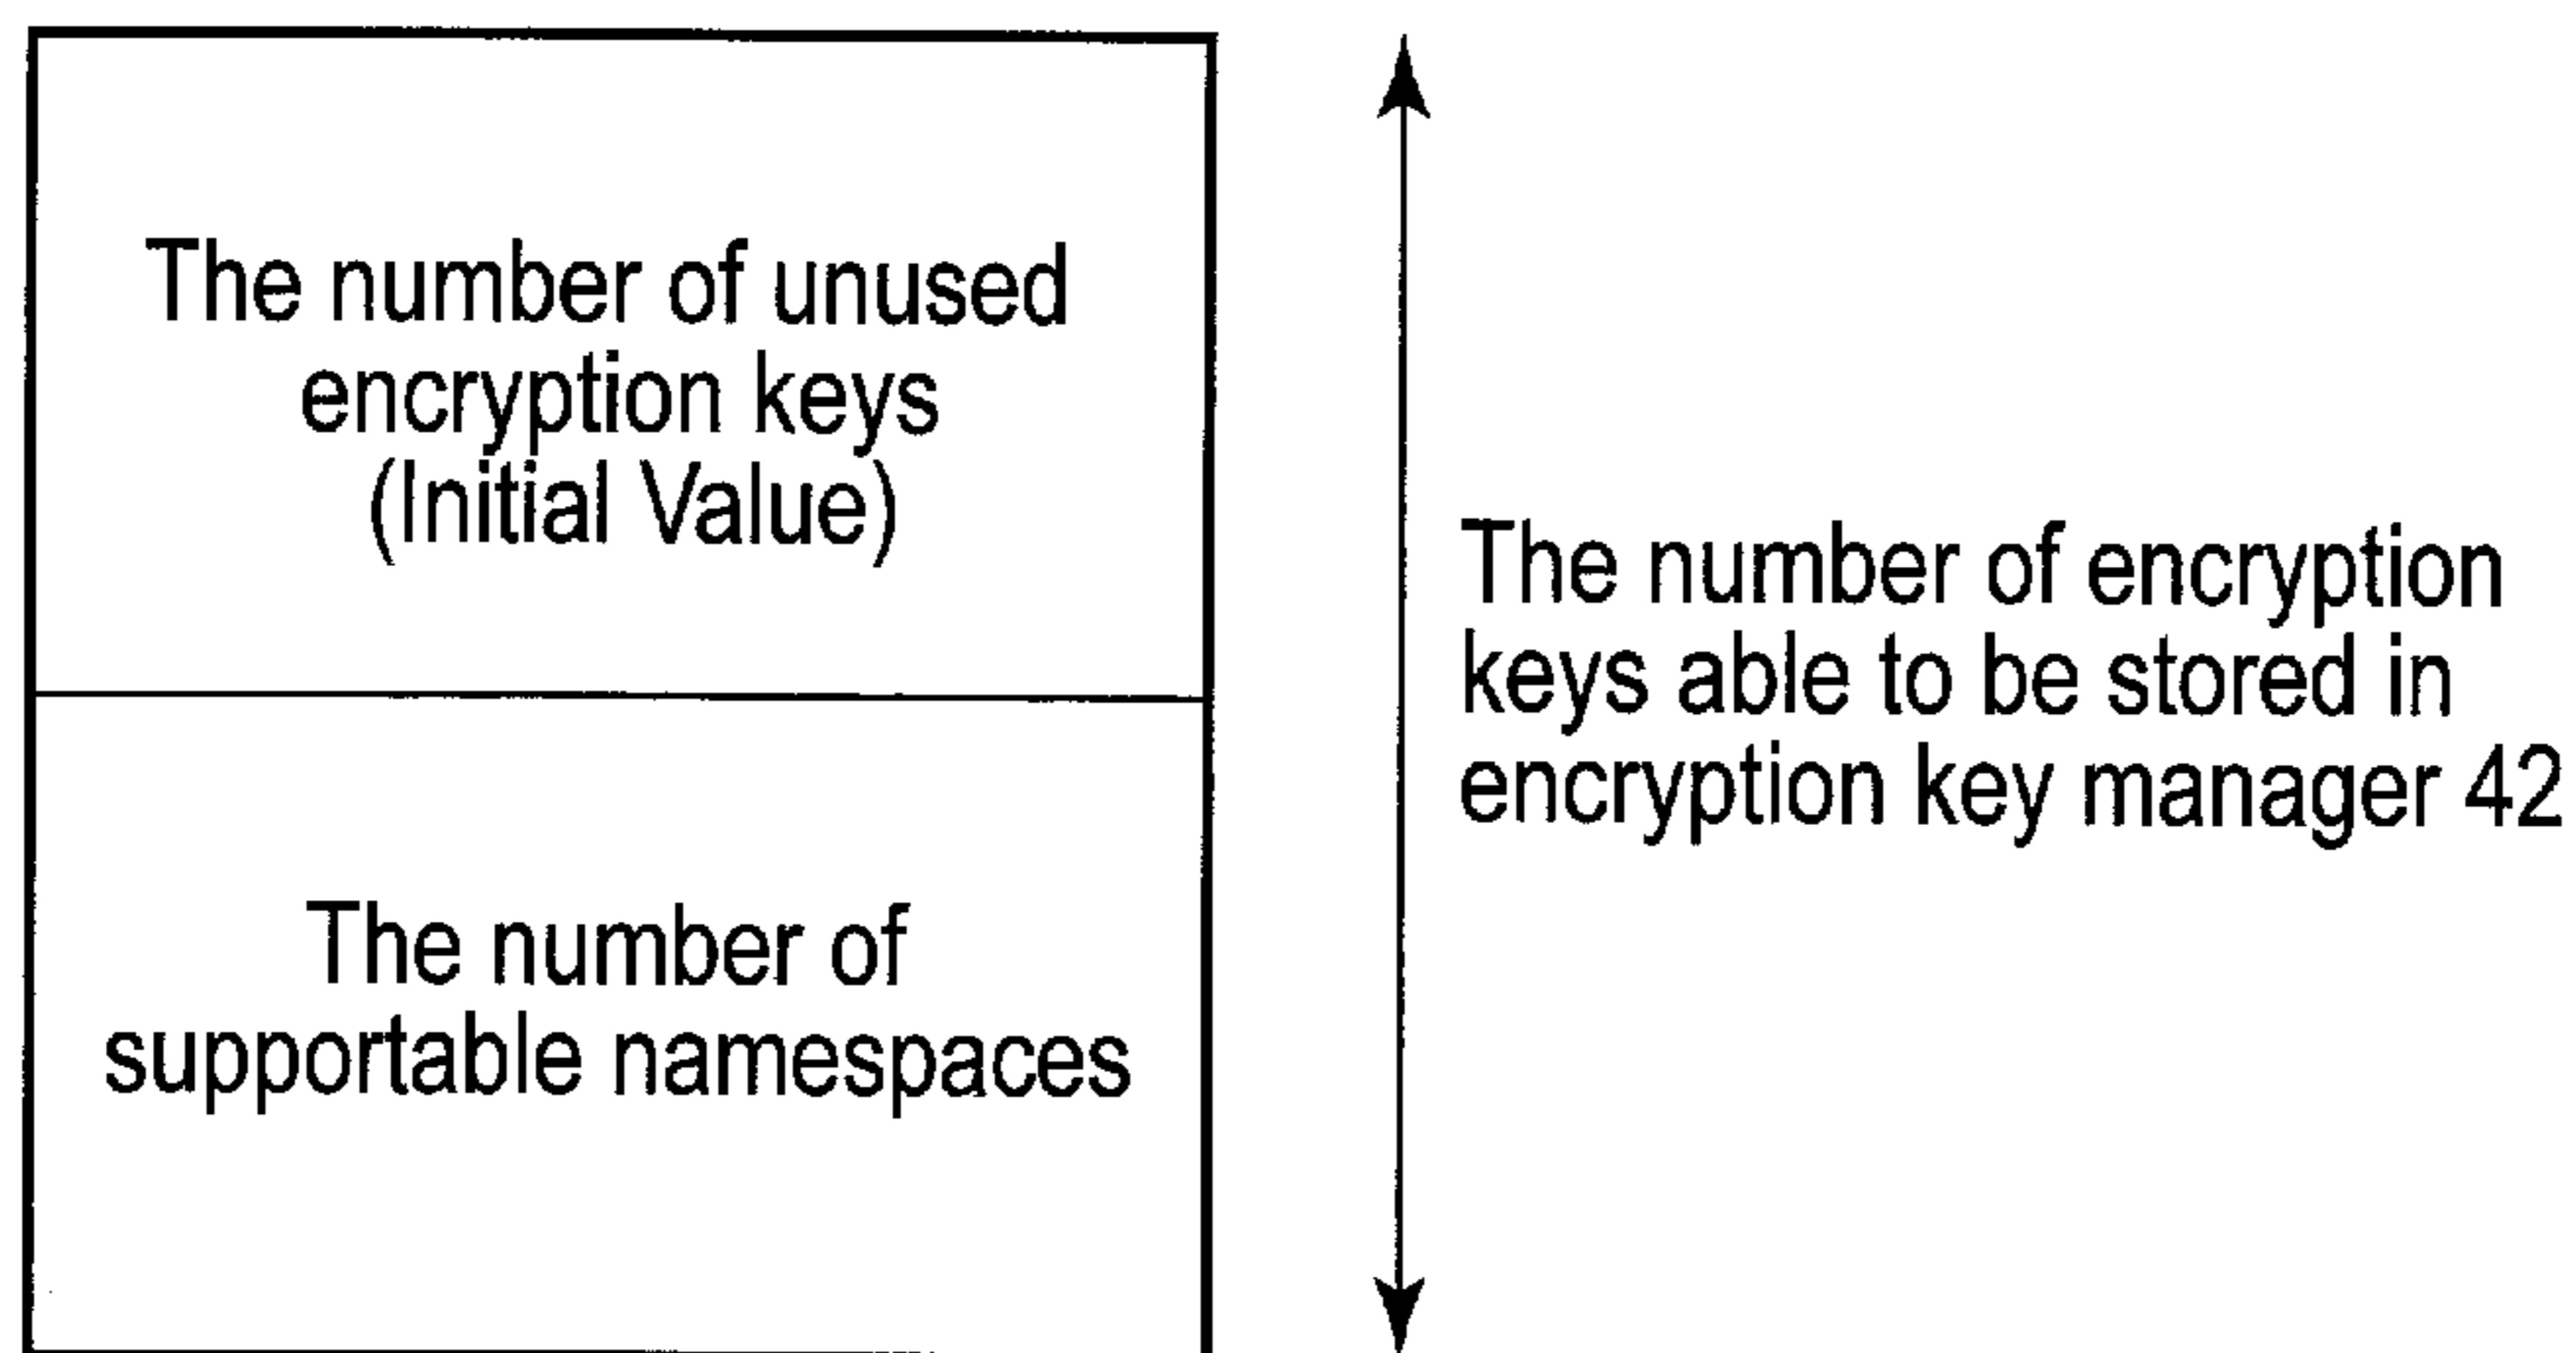 The number of unused
encryption keys
(Initial Value)
The number of encryption
keys able to be stored in
encryption key manager 42
The number of
supportable namespaces